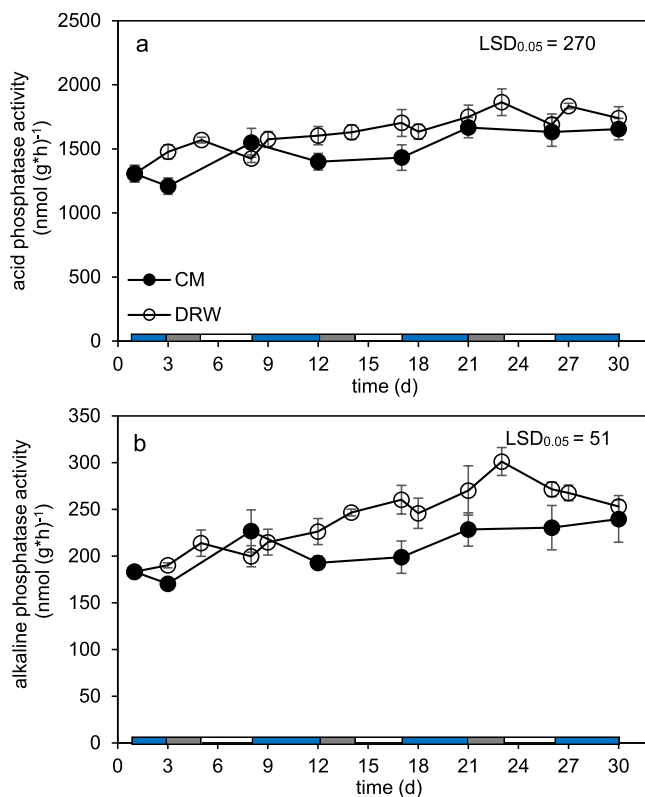 a
LSD0.05 = 270
acid phosphatase activity
(nmol (g*h)-1)
2500
2000
1500
1000
500
0
CM
DRW
0 3 6 9 12 15 18 21 24 27 30
time (d)
b
LSD0.05 = 51
alkaline phosphatase activity
(nmol (g*h)-1)
350
300
250
200
150
100
50
0
0 3 6 9 12 15 18 21 24 27 30
time (d)